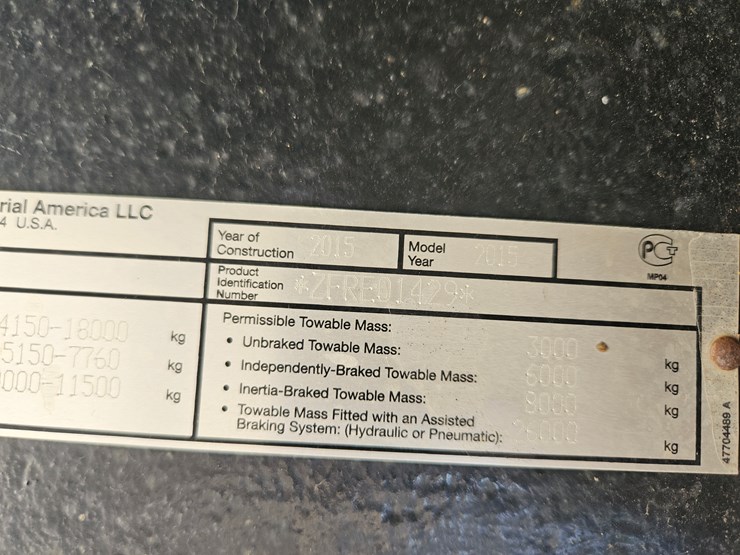 rial America LLC
4 U.S.A.
Year of Construction 2015
Model Year 2015
Product Identification Number *ZFRE01429*
PCT
MP04
4150-18000 kg
5150-7760 kg
000-11500 kg
Permissible Towable Mass:
• Unbraked Towable Mass: 3000 kg
• Independently-Braked Towable Mass: 6000 kg
• Inertia-Braked Towable Mass: 8000 kg
• Towable Mass Fitted with an Assisted
Braking System: (Hydraulic or Pneumatic): kg
47704489 A